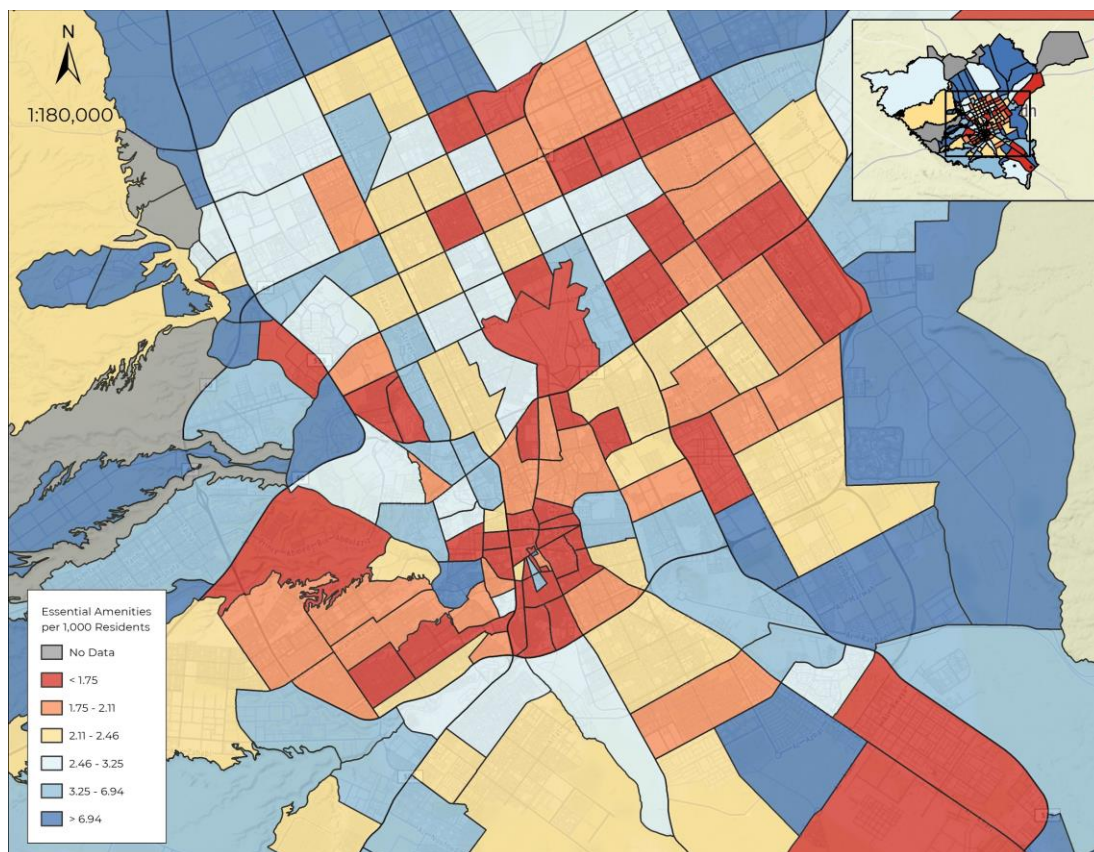 N
1:180,000
Essential Amenities
per 1,000 Residents
No Data
< 1.75
1.75 - 2.11
2.11 - 2.46
2.46 - 3.25
3.25 - 6.94
> 6.94